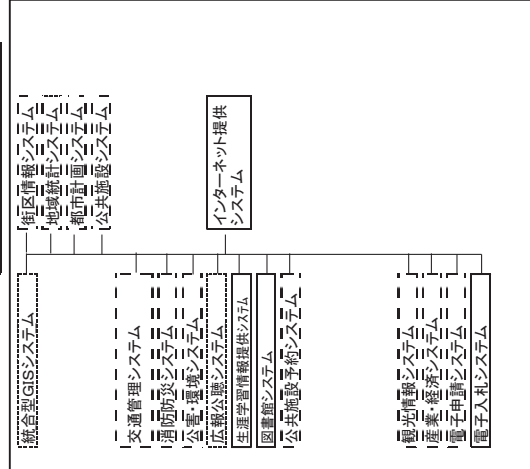 統合型GISシステム
街区情報システム
地域統計システム
都市計画システム
公共施設システム
交通管理システム
消防防災システム
公害・環境システム
広報公聴システム
生涯学習情報提供システム
図書館システム
公共施設予約システム
インターネット提供
システム
観光情報システム
産業・経済システム
電子申請システム
電子入札システム